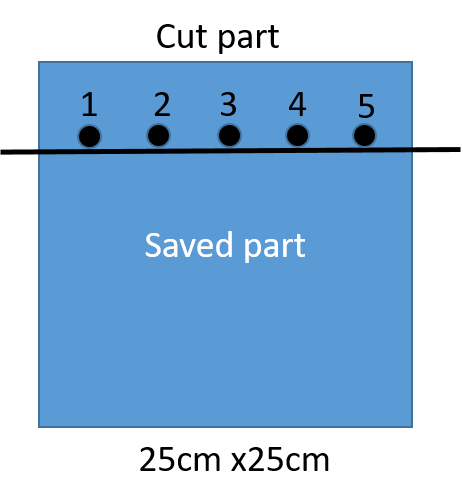 Cut part
1 2 3 4 5
Saved part
25cm x25cm